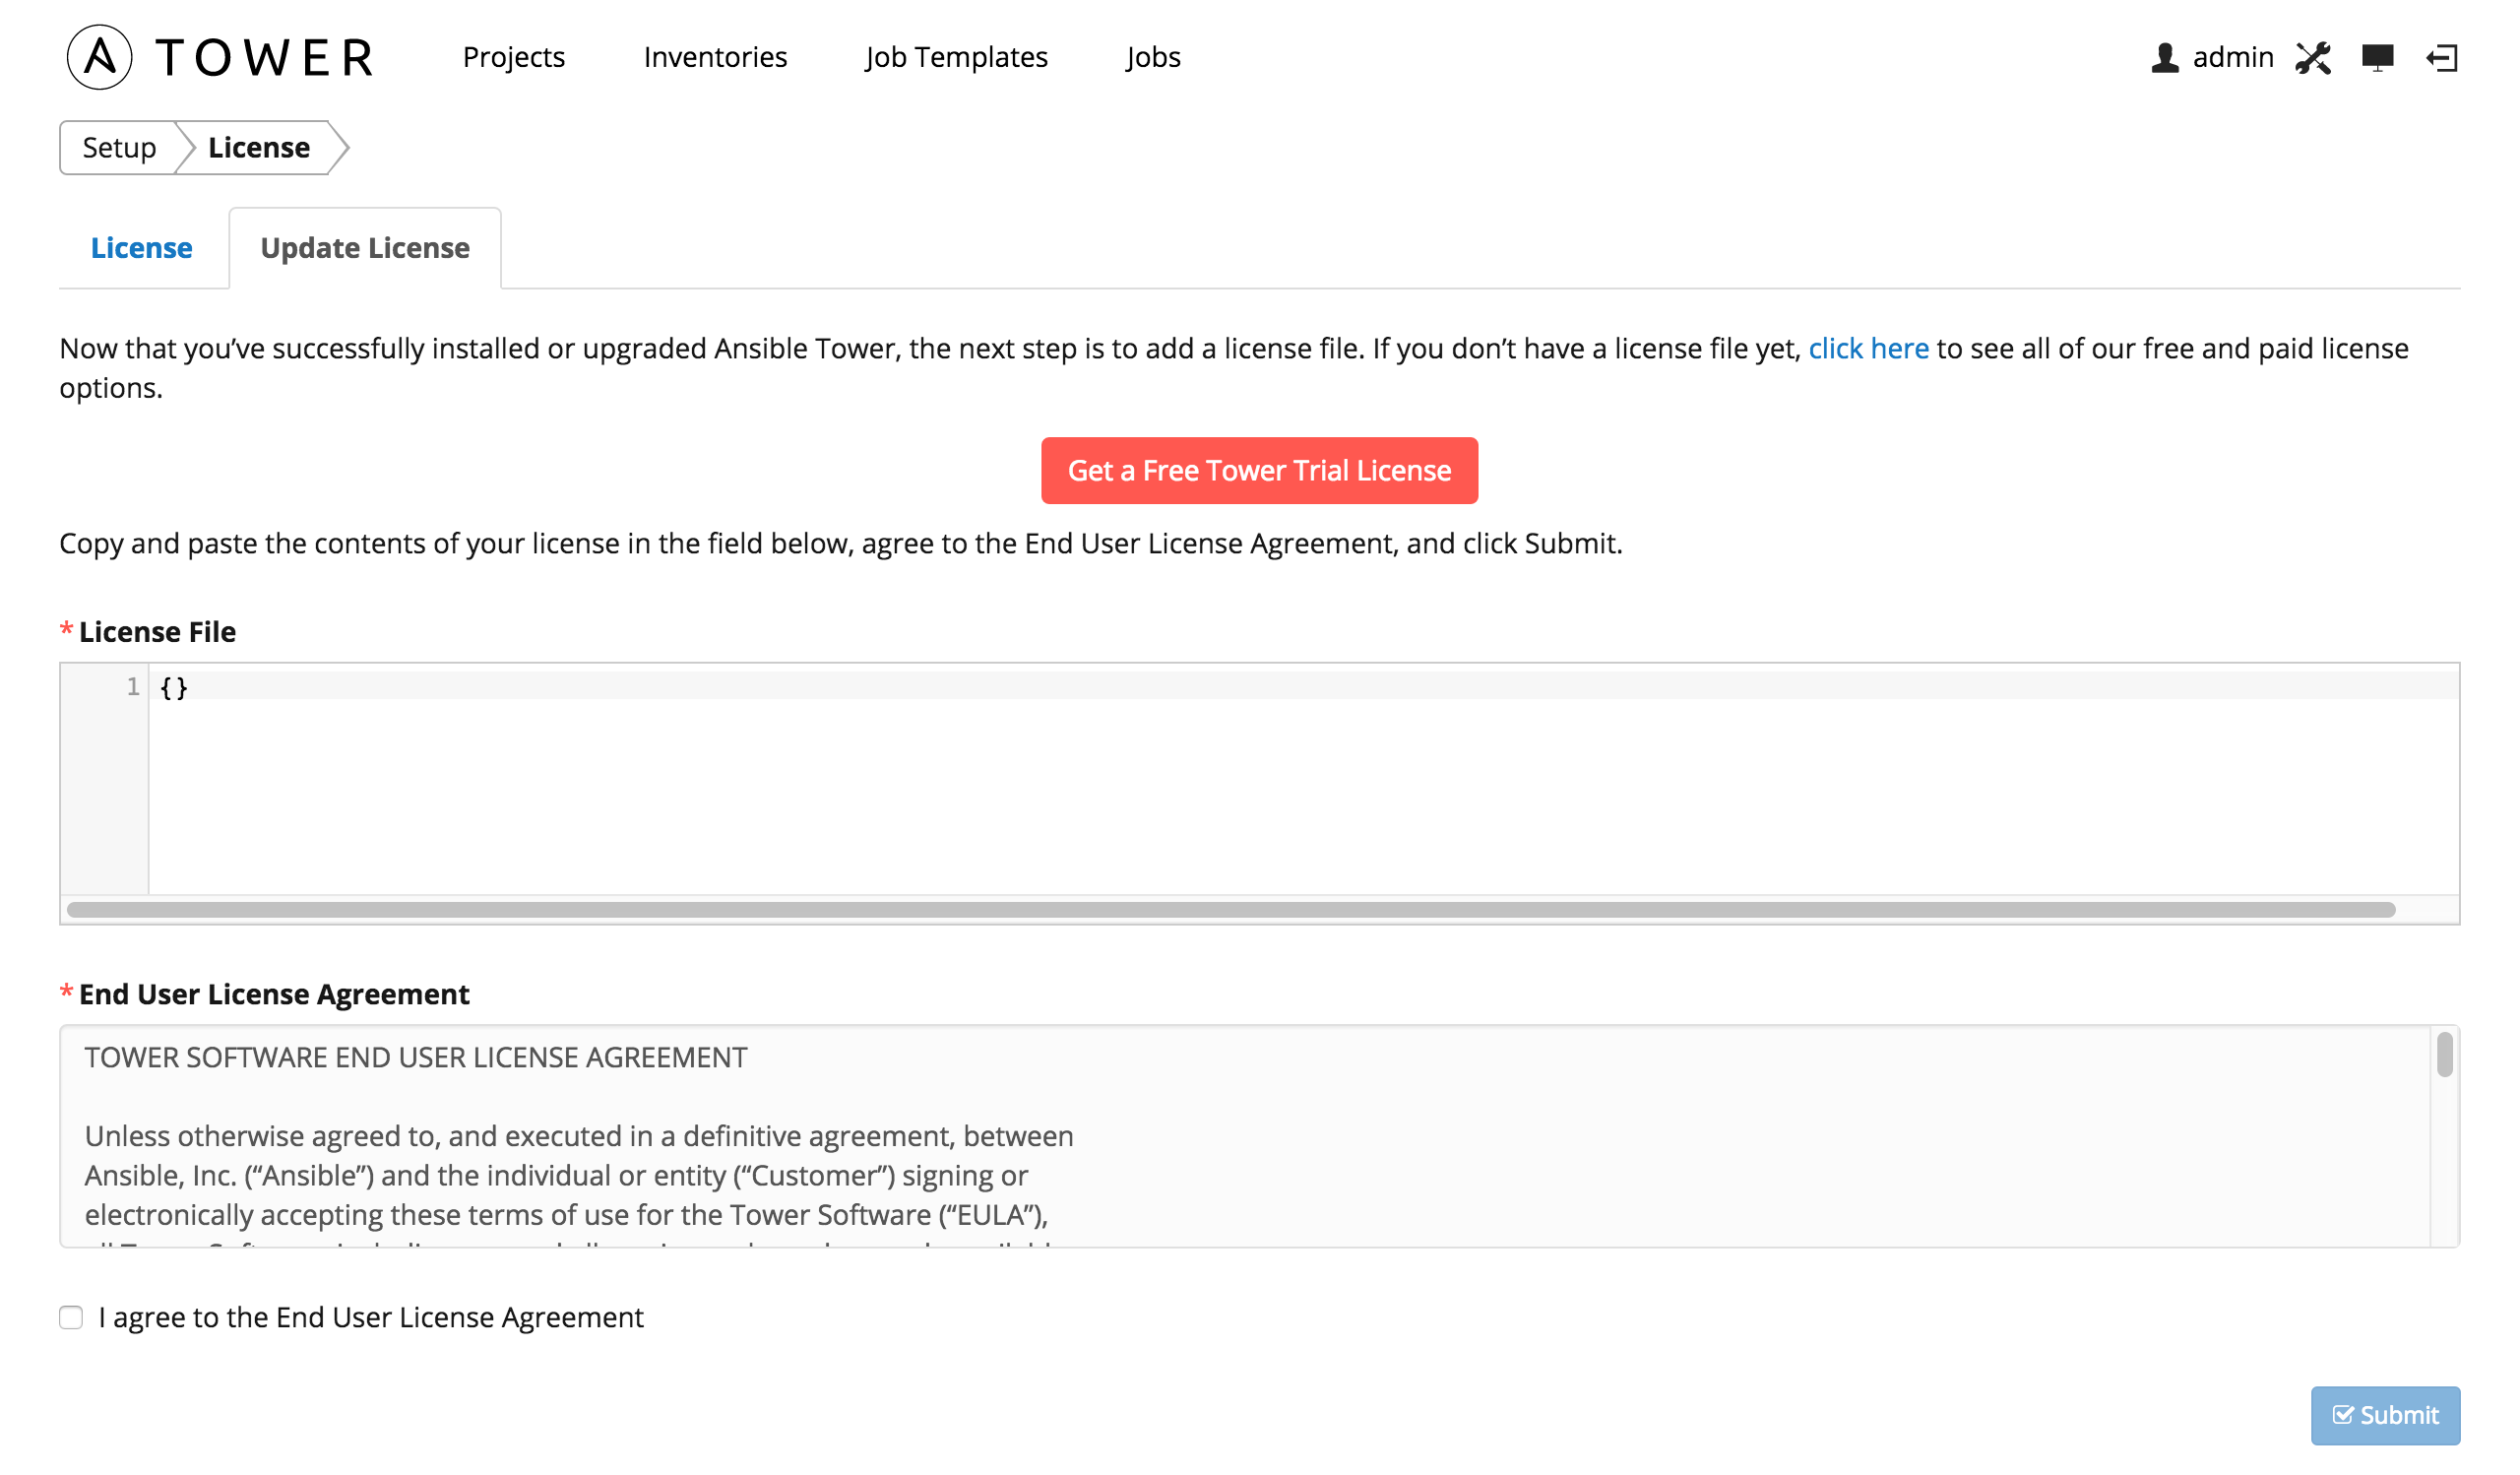 TOWER Projects Inventories Job Templates Jobs admin
Setup License
License Update License
Now that you’ve successfully installed or upgraded Ansible Tower, the next step is to add a license file. If you don’t have a license file yet, click here to see all of our free and paid license
options.
Get a Free Tower Trial License
Copy and paste the contents of your license in the field below, agree to the End User License Agreement, and click Submit.
* License File
1 {}
* End User License Agreement
TOWER SOFTWARE END USER LICENSE AGREEMENT
Unless otherwise agreed to, and executed in a definitive agreement, between
Ansible, Inc. (“Ansible”) and the individual or entity (“Customer”) signing or
electronically accepting these terms of use for the Tower Software (“EULA”),
I agree to the End User License Agreement
Submit